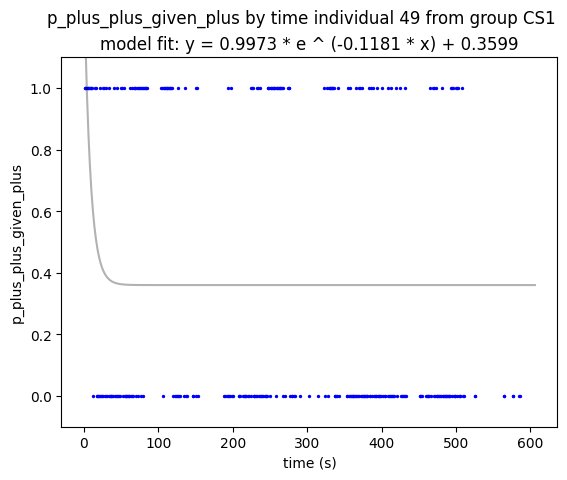 p_plus_plus_given_plus by time individual 49 from group CS1
model fit: y = 0.9973 * e ^ (-0.1181 * x) + 0.3599
p_plus_plus_given_plus
1.0
0.8
0.6
0.4
0.2
0.0
0 100 200 300 400 500 600
time (s)